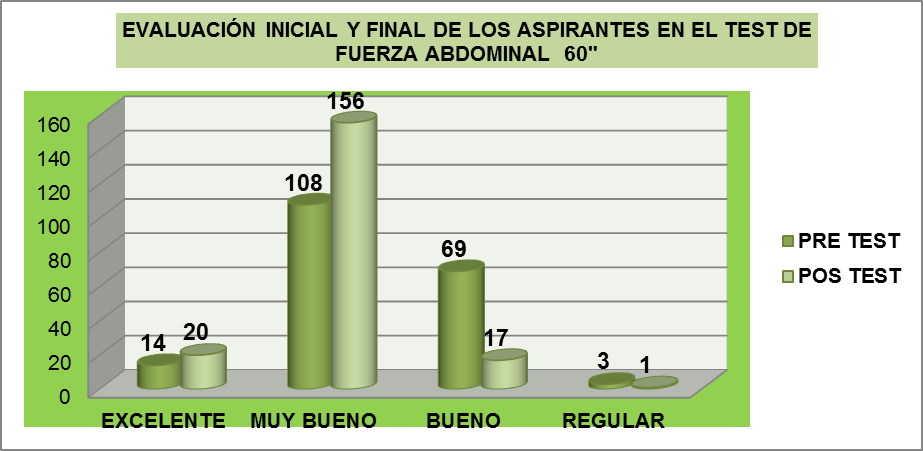 EVALUACIÓN INICIAL Y FINAL DE LOS ASPIRANTES EN EL TEST DE
FUERZA ABDOMINAL 60"
160
140
120
100
80
60
40
20
0
14
20
108
156
69
17
3
1
EXCELENTE
MUY BUENO
BUENO
REGULAR
PRE TEST
POS TEST